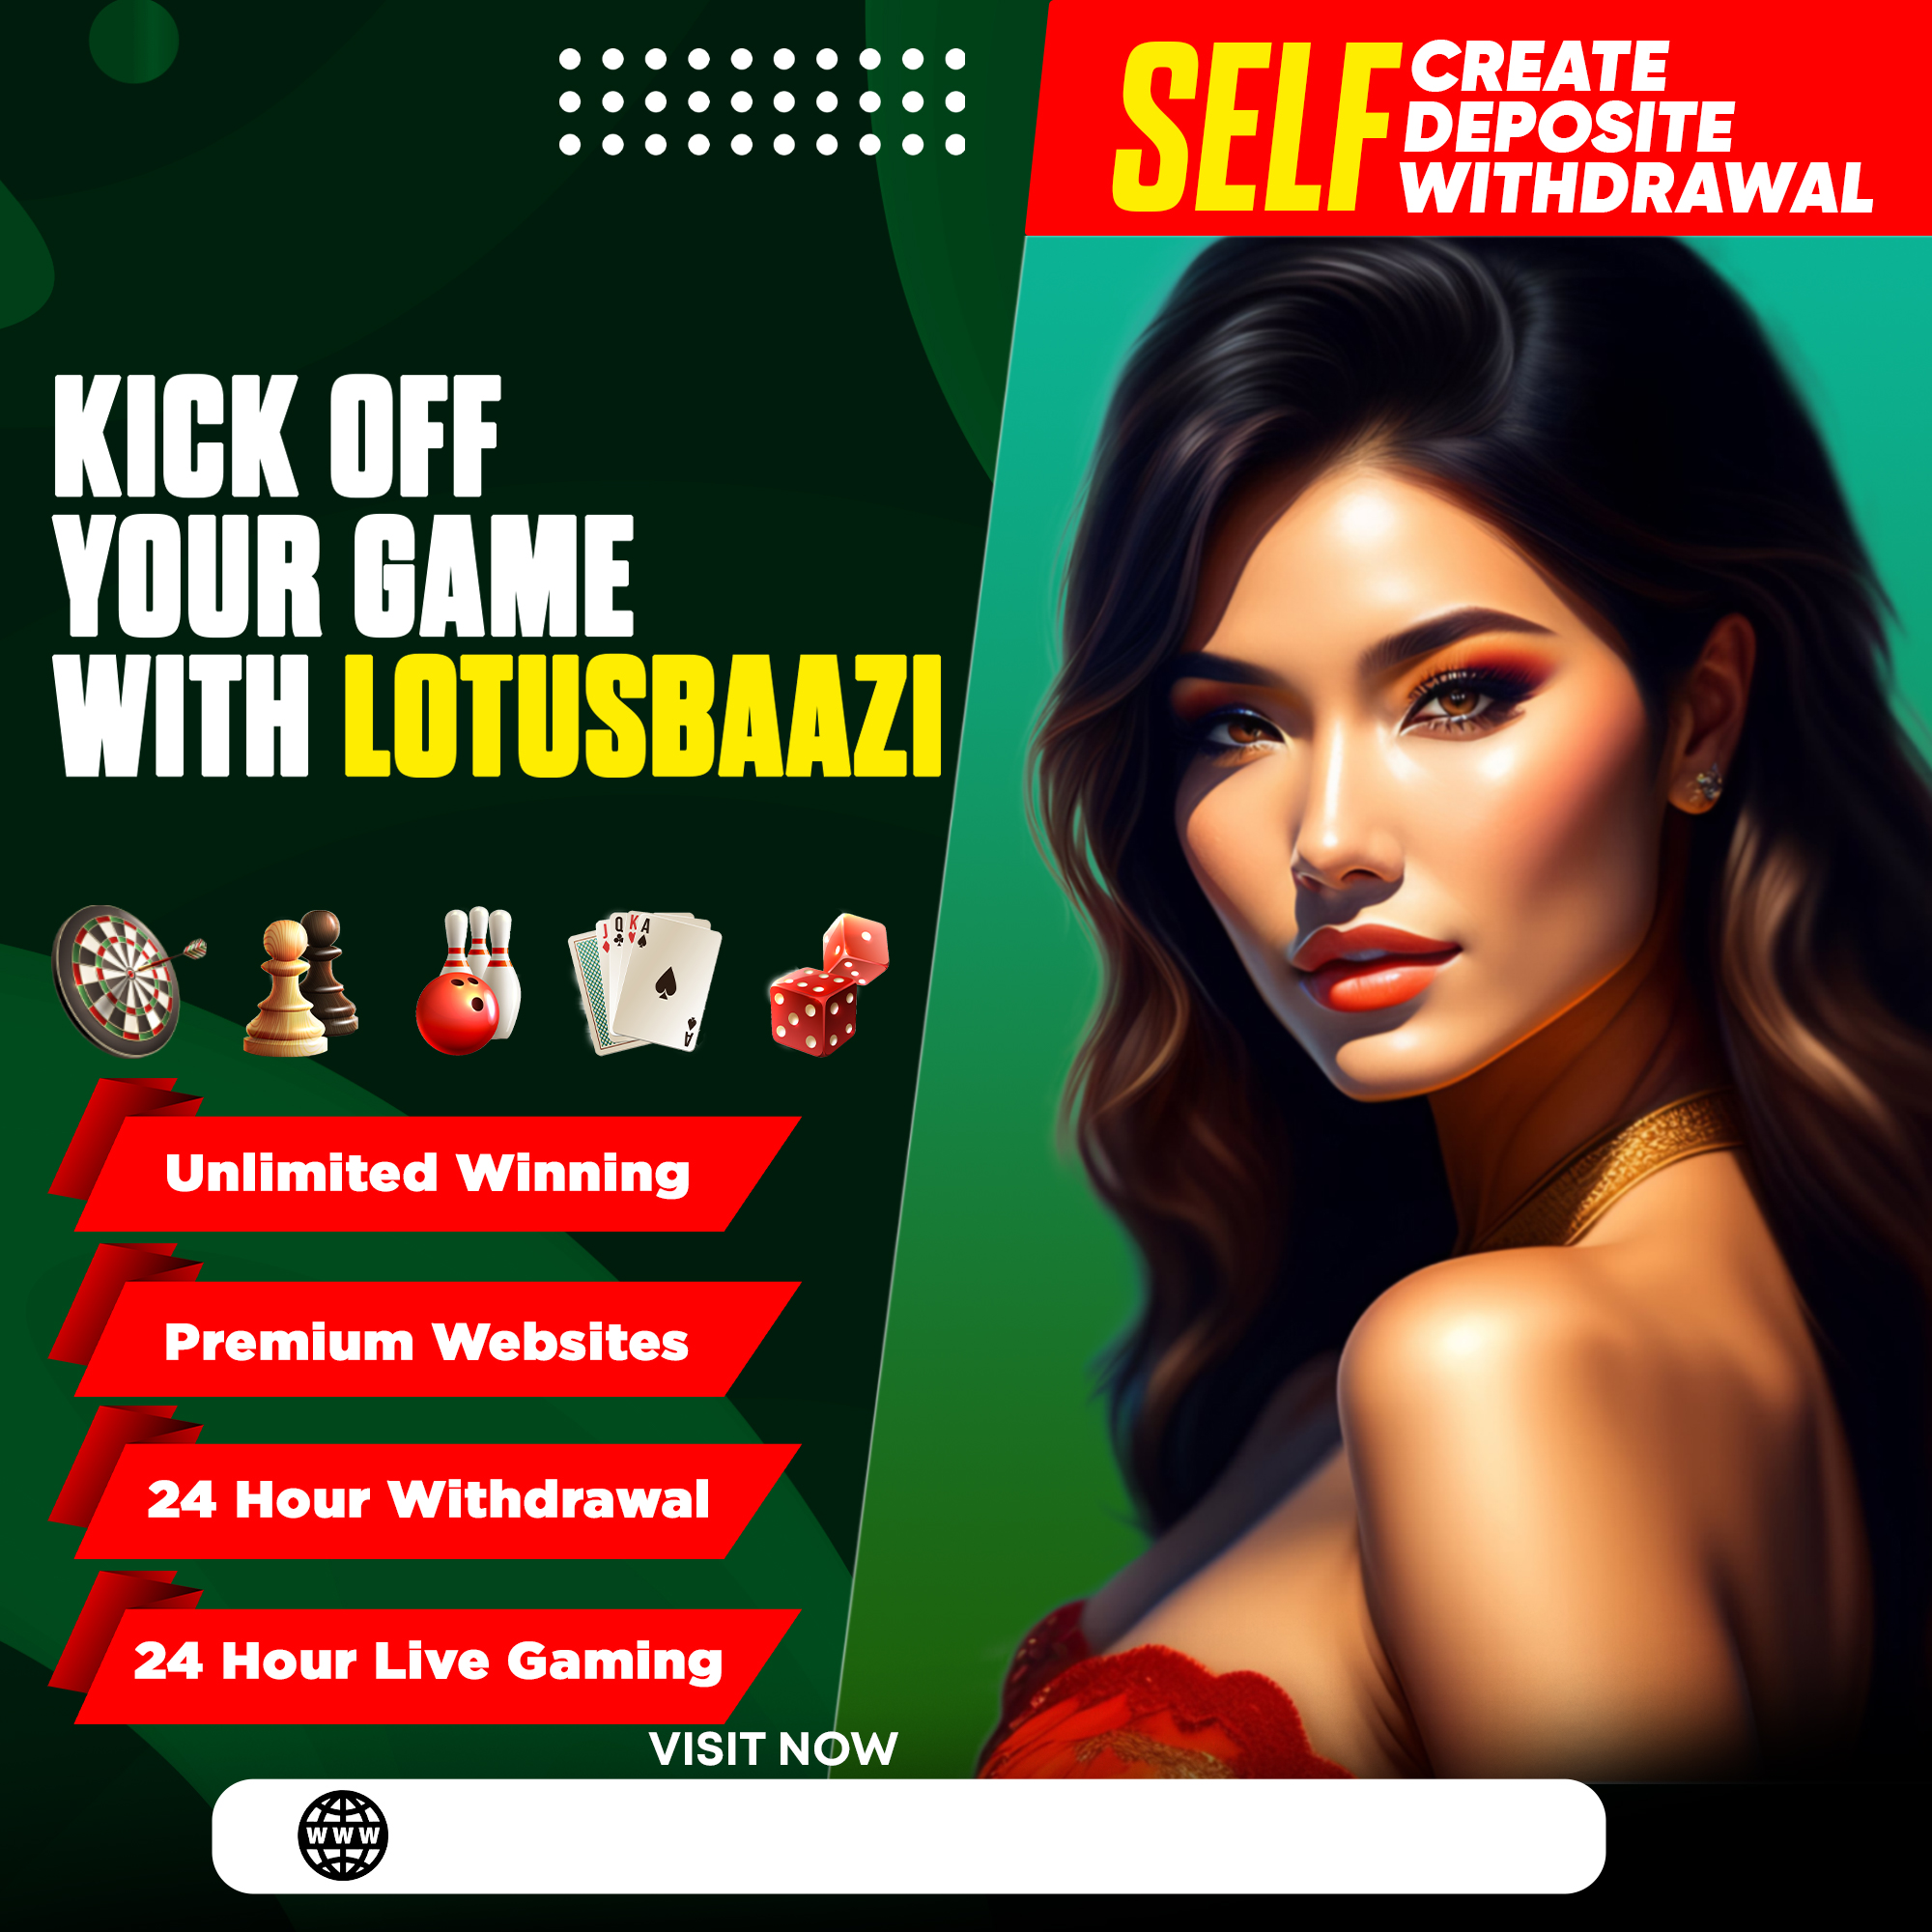 SELF
CREATE
DEPOSITE
WITHDRAWAL
KICK OFF
YOUR GAME
WITH LOTUSBAAZI
J Q K A
A
Unlimited Winning
Premium Websites
24 Hour Withdrawal
24 Hour Live Gaming
VISIT NOW
WWW